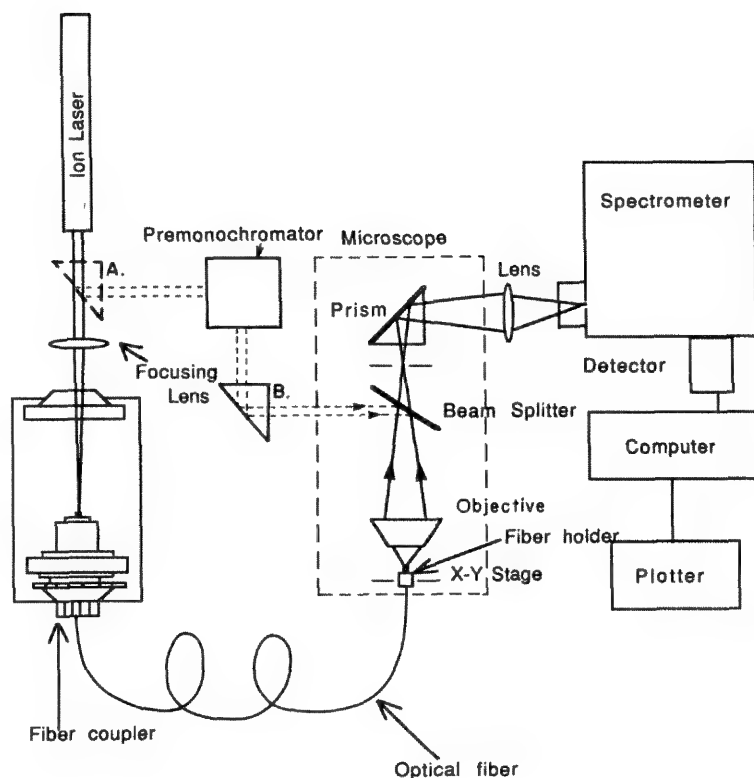 Ion Laser
Premonochromator
Microscope
A.
Lens
Spectrometer
Prism
Focusing
Lens
B.
Detector
Beam Splitter
Computer
Objective
Fiber holder
X-Y Stage
Plotter
Fiber coupler
Optical fiber